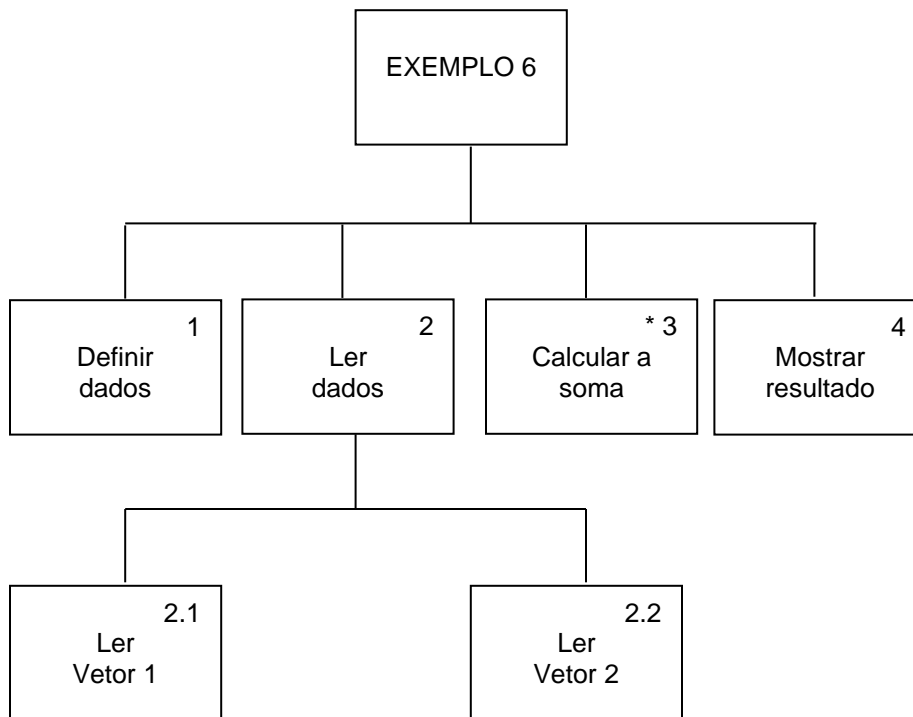 EXEMPLO 6
1
Definir
dados
2
Ler
dados
* 3
Calcular a
soma
4
Mostrar
resultado
2.1
Ler
Vetor 1
2.2
Ler
Vetor 2